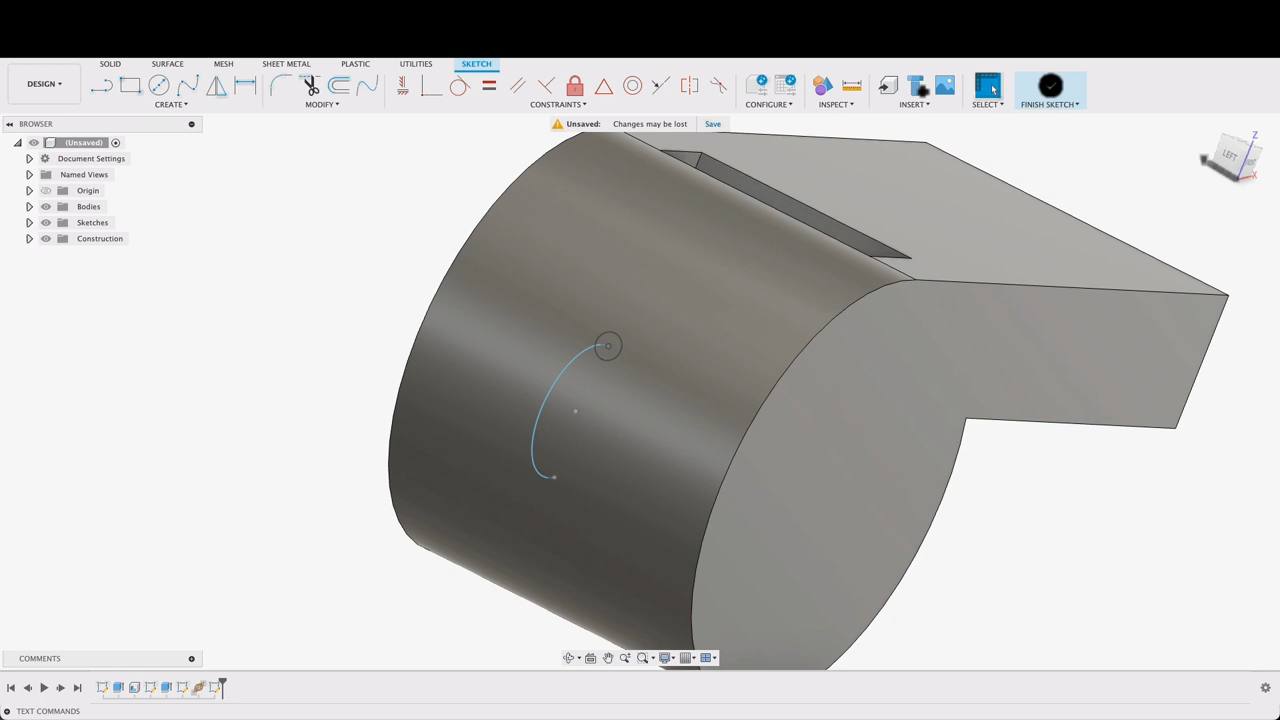 SOLID SURFACE MESH SHEET METAL PLASTIC UTILITIES SKETCH
DESIGN
CREATE MODIFY CONSTRAINTS CONFIGURE INSPECT INSERT SELECT FINISH SKETCH
BROWSER
Unsaved: Changes may be lost Save
(Unsaved)
Document Settings
Named Views
Origin
Bodies
Sketches
Construction
Z
LEFT
X
COMMENTS
TEXT COMMANDS